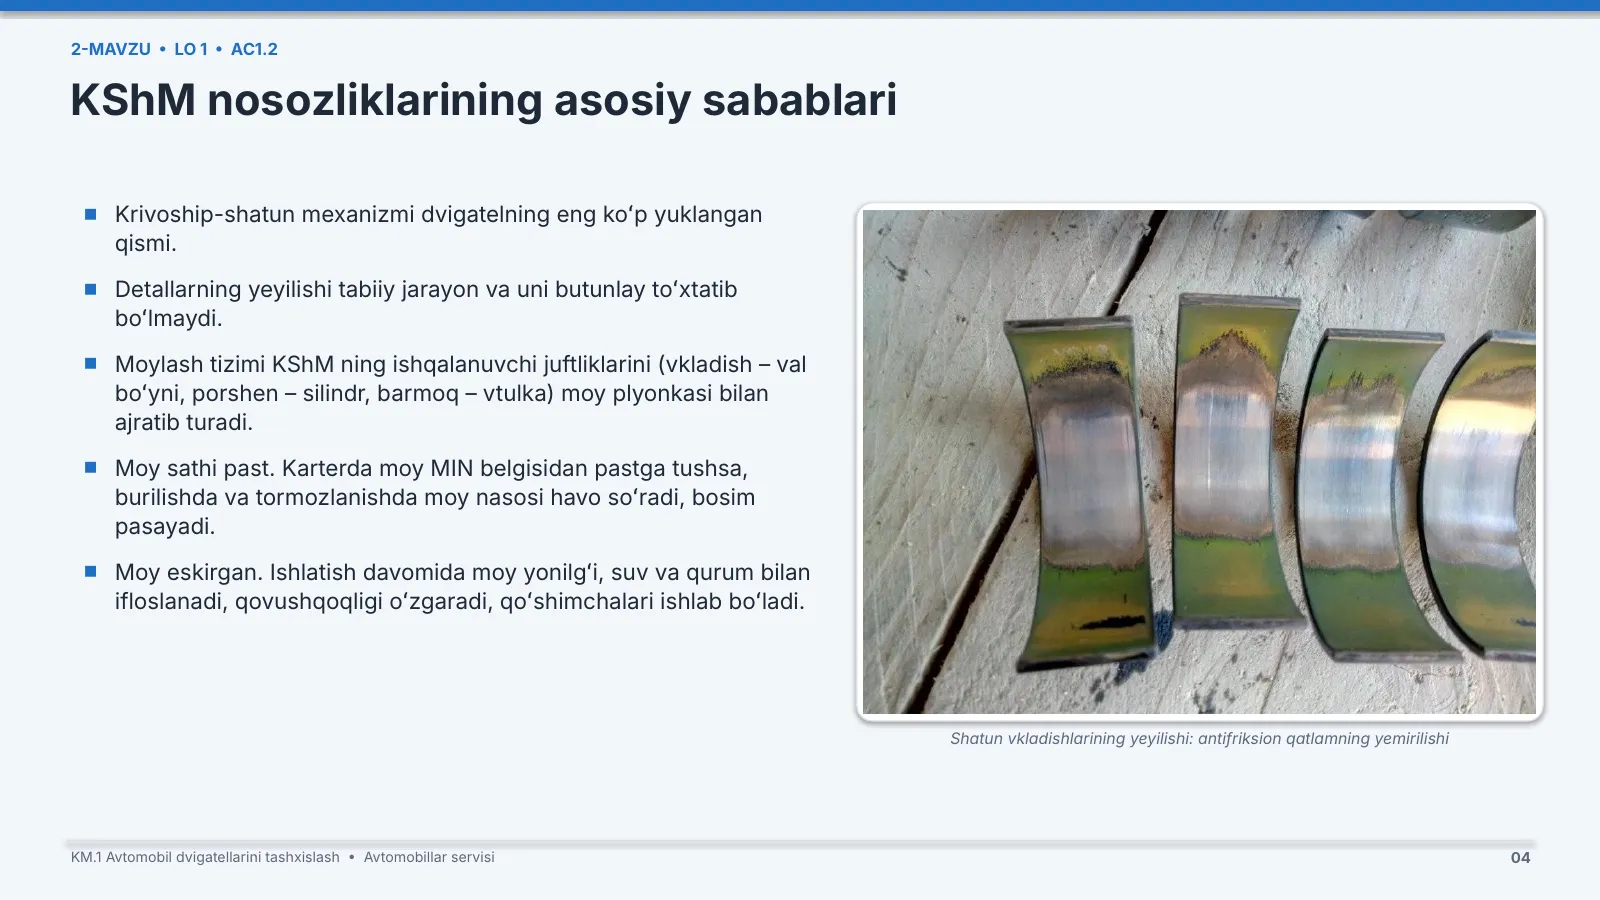 2-MAVZU • LO 1 • AC1.2
KShM nosozliklarining asosiy sabablari
Krivoship-shatun mexanizmi dvigatelning eng koʻp yuklangan
qismi.
Detallarning yeyilishi tabiiy jarayon va uni butunlay toʻxtatib
boʻlmaydi.
Moylash tizimi KShM ning ishqalanuvchi juftliklarini (vkladish – val
boʻyni, porshen – silindr, barmoq – vtulka) moy plyonkasi bilan
ajratib turadi.
Moy sathi past. Karterda moy MIN belgisidan pastga tushsa,
burilishda va tormozlanishda moy nasosi havo soʻradi, bosim
pasayadi.
Moy eskirgan. Ishlatish davomida moy yonilgʻi, suv va qurum bilan
ifloslanadi, qovushqoqligi oʻzgaradi, qoʻshimchalari ishlab boʻladi.
Shatun vkladishlarining yeyilishi: antifriksion qatlamning yemirilishi
KM.1 Avtomobil dvigatellarini tashxislash • Avtomobillar servisi
04